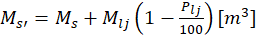 M_{s′} = M_s + M_{lj} (1 − P_{lj}/100) [m³]